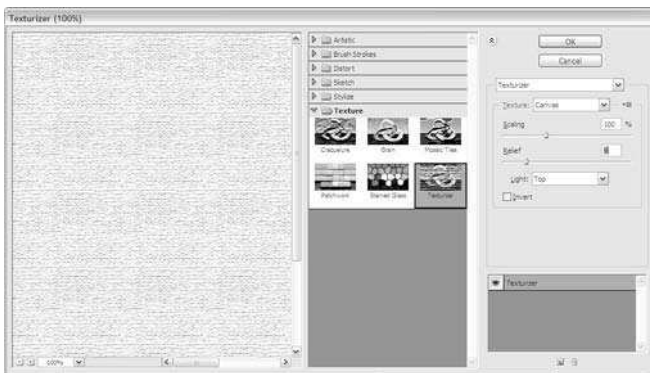 Texturizer (100%)
Artistic
Brush Strokes
Distort
Sketch
Stylize
Texture
Craquelure
Grain
Mosaic Tiles
Patchwork
Stained Glass
Texturizer
100%
OK
Cancel
Texturizer
Texture: Canvas
Scaling 100 %
Relief
Light: Top
Invert
Texturizer